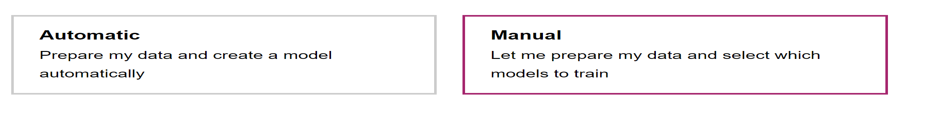 Automatic
Prepare my data and create a model
automatically
Manual
Let me prepare my data and select which
models to train